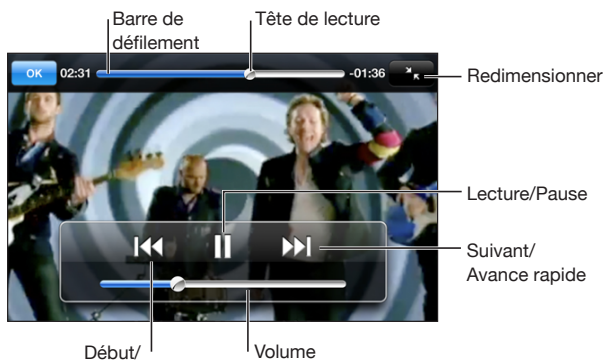 Barre de
défilement
Tête de lecture
OK 02:31 -01:36
Redimensionner
Lecture/Pause
Suivant/
Avance rapide
Début/
Volume